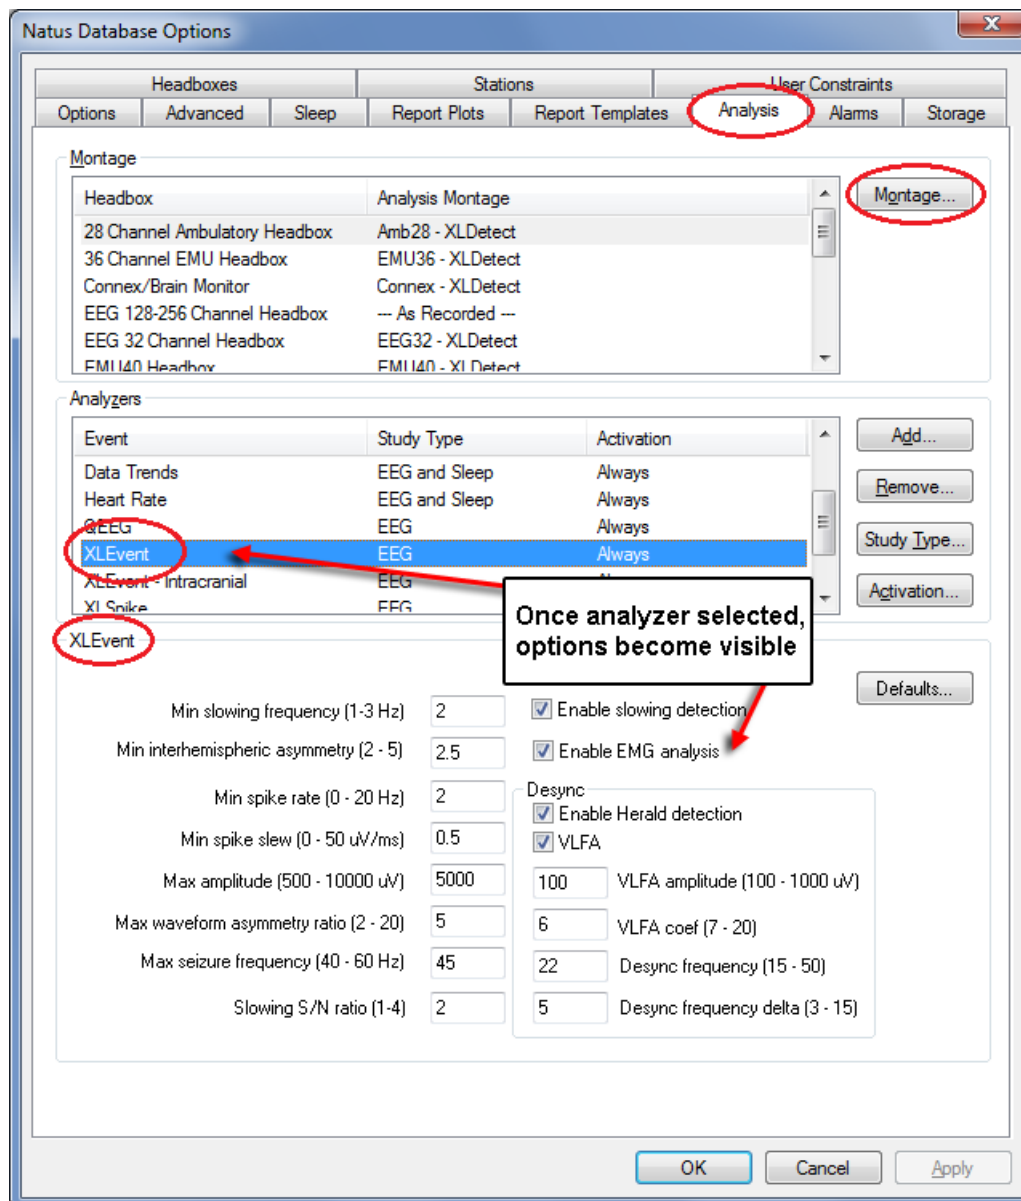 Natus Database Options
Headboxes Stations User Constraints
Options Advanced Sleep Report Plots Report Templates Analysis Alarms Storage
Montage
Headbox Analysis Montage Montage...
28 Channel Ambulatory Headbox Amb28 - XLDetect
36 Channel EMU Headbox EMU36 - XLDetect
Connex/Brain Monitor Connex - XLDetect
EEG 128-256 Channel Headbox --- As Recorded ---
EEG 32 Channel Headbox EEG32 - XLDetect
EMU40 Headbox EMU40 - XLDetect
Analyzers
Event Study Type Activation Add...
Data Trends EEG and Sleep Always
Heart Rate EEG and Sleep Always Remove...
QEEG EEG Always
XLEvent EEG Always Study Type...
XLEvent - Intracranial EEG
XLSpike EEG Activation...
Once analyzer selected,
options become visible
XLEvent
Defaults...
Min slowing frequency (1-3 Hz) 2 Enable slowing detection
Min interhemispheric asymmetry (2 - 5) 2.5 Enable EMG analysis
Desync
Min spike rate (0 - 20 Hz) 2 Enable Herald detection
Min spike slew (0 - 50 uV/ms) 0.5 VLFA
Max amplitude (500 - 10000 uV) 5000 100 VLFA amplitude (100 - 1000 uV)
Max waveform asymmetry ratio (2 - 20) 5 6 VLFA coef (7 - 20)
Max seizure frequency (40 - 60 Hz) 45 22 Desync frequency (15 - 50)
Slowing S/N ratio (1-4) 2 5 Desync frequency delta (3 - 15)
OK Cancel Apply